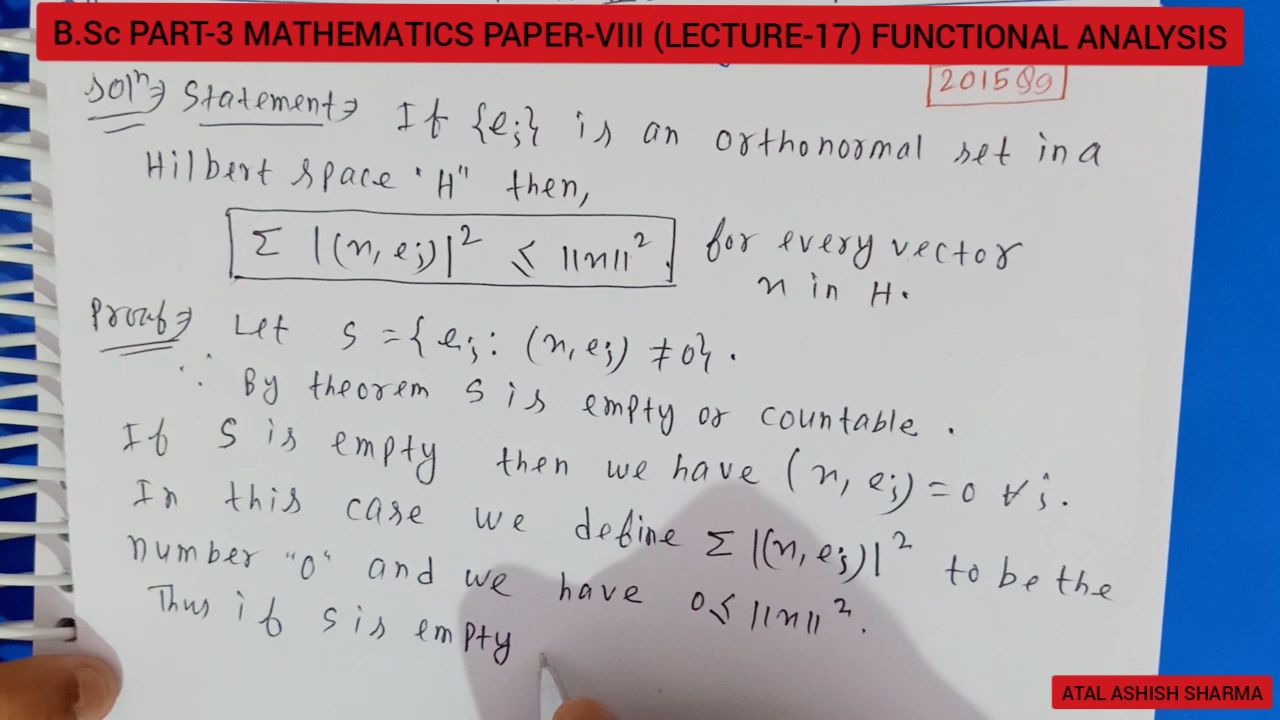 B.Sc PART-3 MATHEMATICS PAPER-VIII (LECTURE-17) FUNCTIONAL ANALYSIS
2015 Q9
Solⁿ⇒ Statement⇒ If {eᵢ} is an orthonormal set in a
Hilbert space "H" then,
Σ |(x, eᵢ)|² ≤ ||x||². for every vector
x in H.
Proof⇒ Let S = {eᵢ : (x, eᵢ) ≠ 0}.
∴ By theorem S is empty or countable.
If S is empty then we have (x, eᵢ) = 0 ∀ i.
In this case we define Σ |(x, eᵢ)|² to be the
number "0" and we have 0 ≤ ||x||².
Thus if S is empty
ATAL ASHISH SHARMA